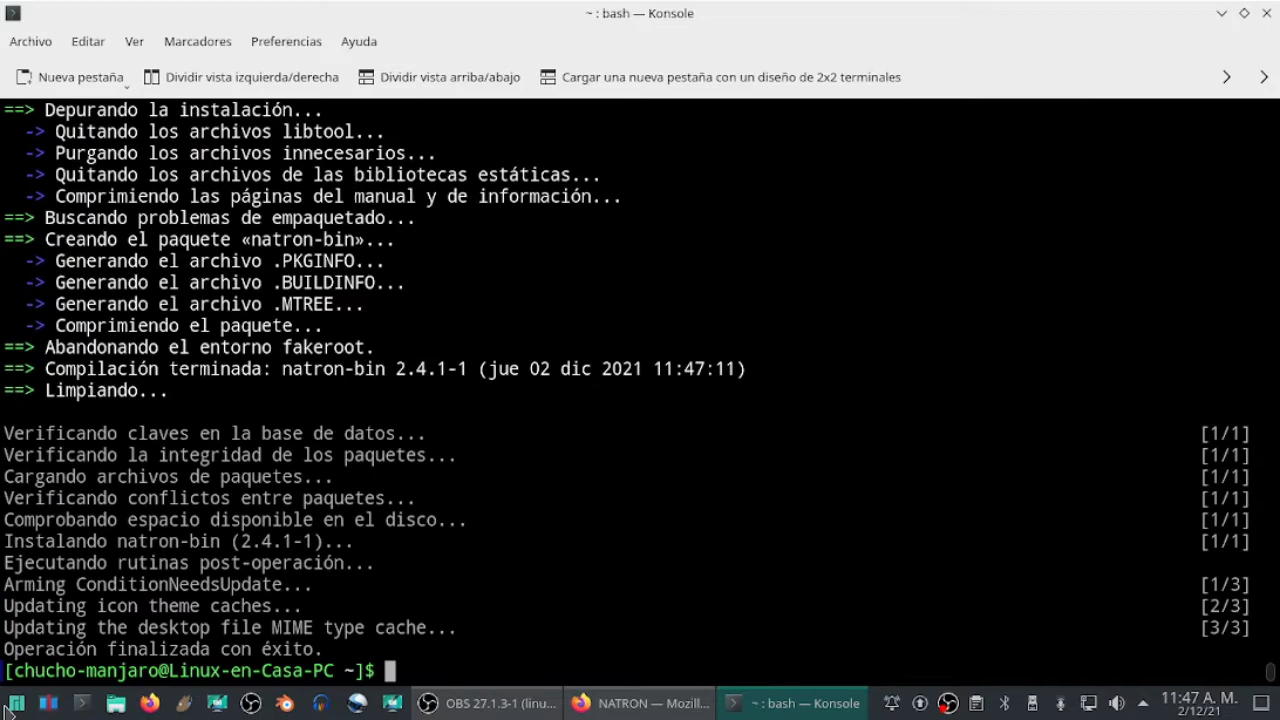 ~ : bash — Konsole
Archivo Editar Ver Marcadores Preferencias Ayuda
Nueva pestaña Dividir vista izquierda/derecha Dividir vista arriba/abajo Cargar una nueva pestaña con un diseño de 2x2 terminales
==> Depurando la instalación...
-> Quitando los archivos libtool...
-> Purgando los archivos innecesarios...
-> Quitando los archivos de las bibliotecas estáticas...
-> Comprimiendo las páginas del manual y de información...
==> Buscando problemas de empaquetado...
==> Creando el paquete «natron-bin»...
-> Generando el archivo .PKGINFO...
-> Generando el archivo .BUILDINFO...
-> Generando el archivo .MTREE...
-> Comprimiendo el paquete...
==> Abandonando el entorno fakeroot.
==> Compilación terminada: natron-bin 2.4.1-1 (jue 02 dic 2021 11:47:11)
==> Limpiando...
Verificando claves en la base de datos... [1/1]
Verificando la integridad de los paquetes... [1/1]
Cargando archivos de paquetes... [1/1]
Verificando conflictos entre paquetes... [1/1]
Comprobando espacio disponible en el disco... [1/1]
Instalando natron-bin (2.4.1-1)... [1/1]
Ejecutando rutinas post-operación...
Arming ConditionNeedsUpdate... [1/3]
Updating icon theme caches... [2/3]
Updating the desktop file MIME type cache... [3/3]
Operación finalizada con éxito.
[chucho-manjaro@Linux-en-Casa-PC ~]$
OBS 27.1.3-1 (linu... NATRON — Mozill... ~ : bash — Konsole 11:47 A. M.
2/12/21